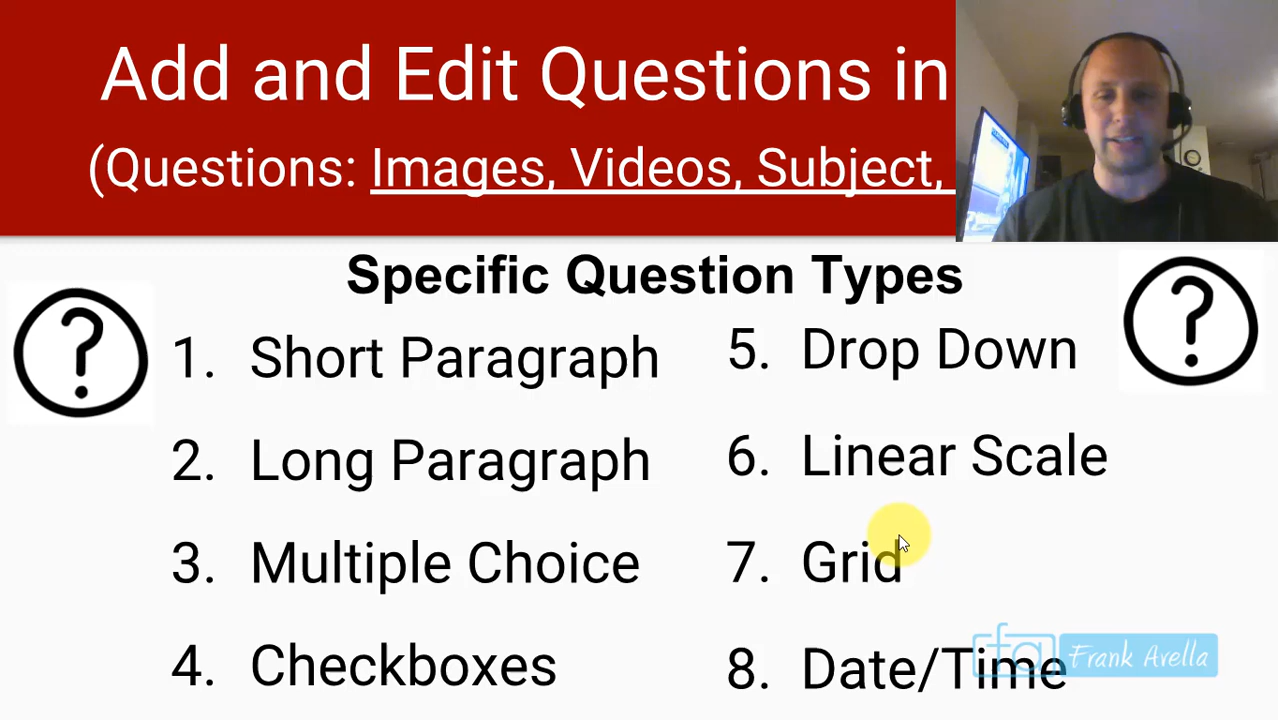 Add and Edit Questions in
(Questions: Images, Videos, Subject,
Specific Question Types
1. Short Paragraph
2. Long Paragraph
3. Multiple Choice
4. Checkboxes
5. Drop Down
6. Linear Scale
7. Grid
8. Date/Time
fa Frank Avella